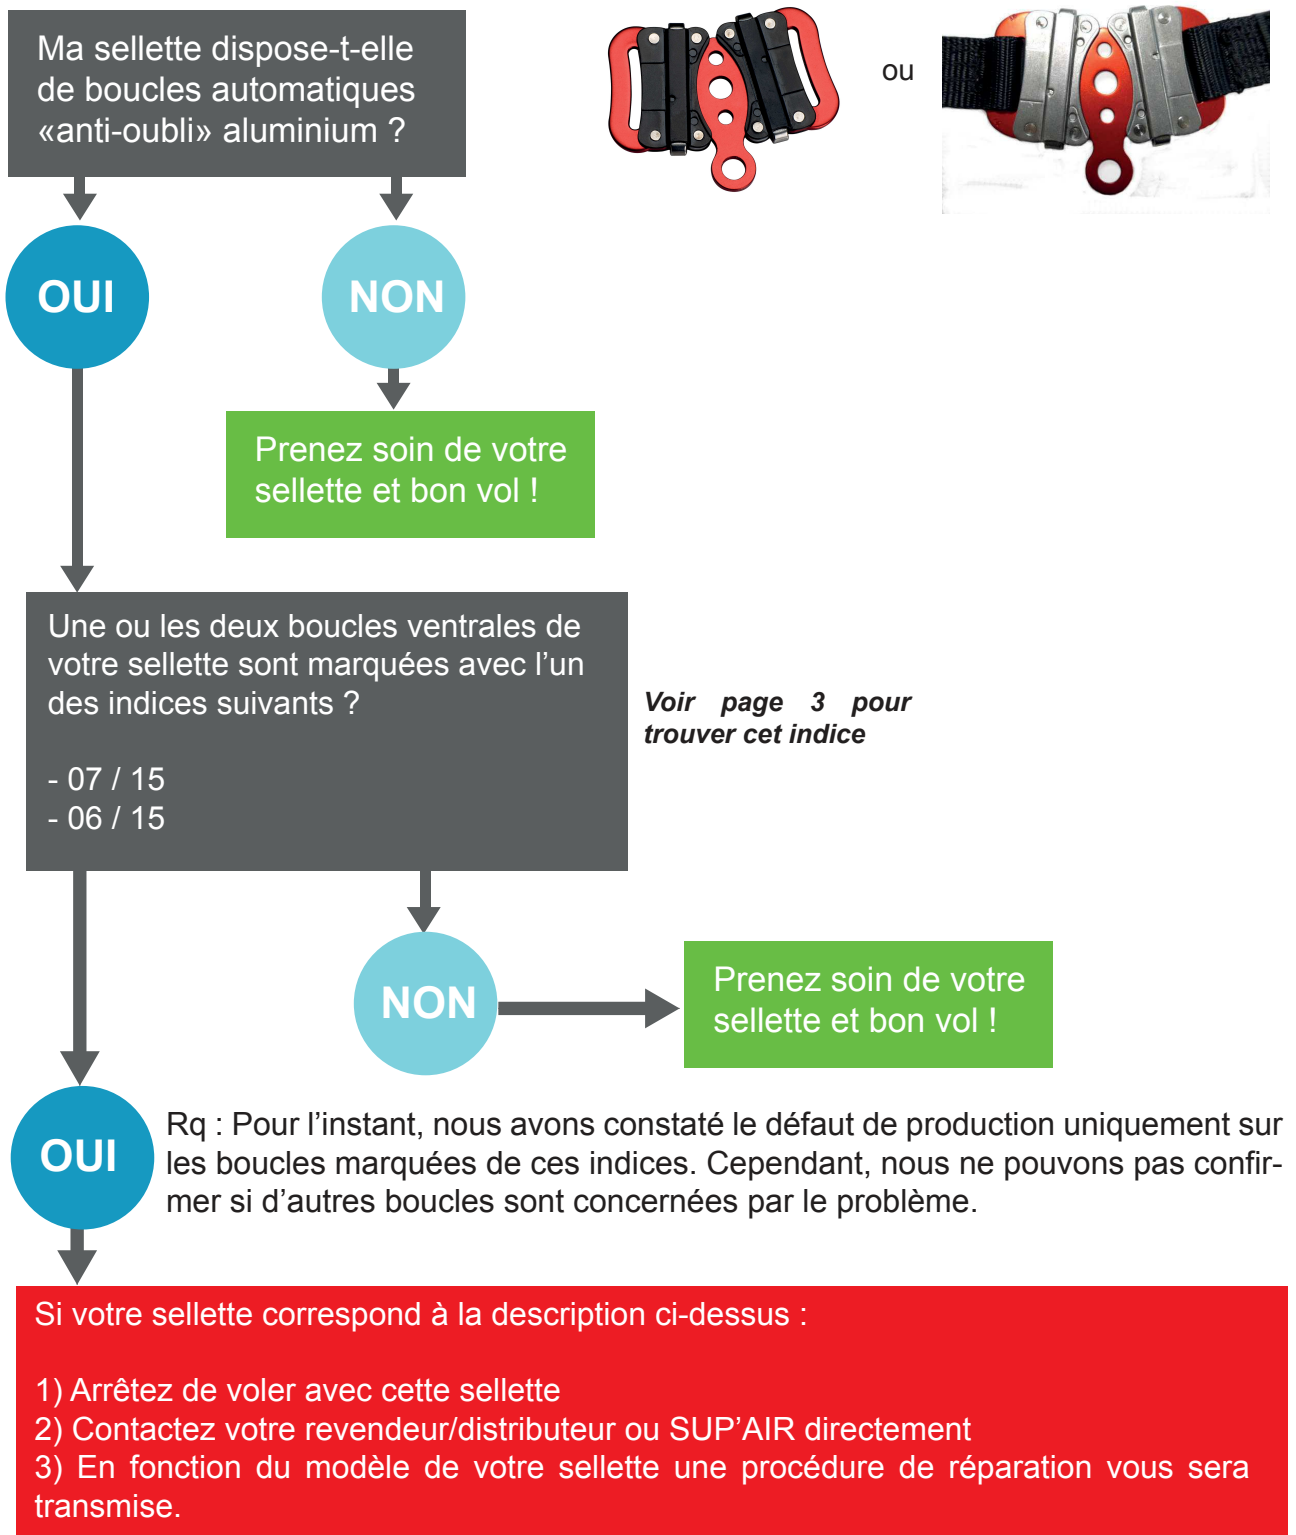 Ma sellette dispose-t-elle
de boucles automatiques
«anti-oubli» aluminium ?
ou
OUI
NON
Prenez soin de votre
sellette et bon vol !
Une ou les deux boucles ventrales de
votre sellette sont marquées avec l’un
des indices suivants ?
- 07 / 15
- 06 / 15
Voir page 3 pour
trouver cet indice
NON
Prenez soin de votre
sellette et bon vol !
OUI
Rq : Pour l’instant, nous avons constaté le défaut de production uniquement sur
les boucles marquées de ces indices. Cependant, nous ne pouvons pas confir-
mer si d’autres boucles sont concernées par le problème.
Si votre sellette correspond à la description ci-dessus :
1) Arrêtez de voler avec cette sellette
2) Contactez votre revendeur/distributeur ou SUP’AIR directement
3) En fonction du modèle de votre sellette une procédure de réparation vous sera
transmise.